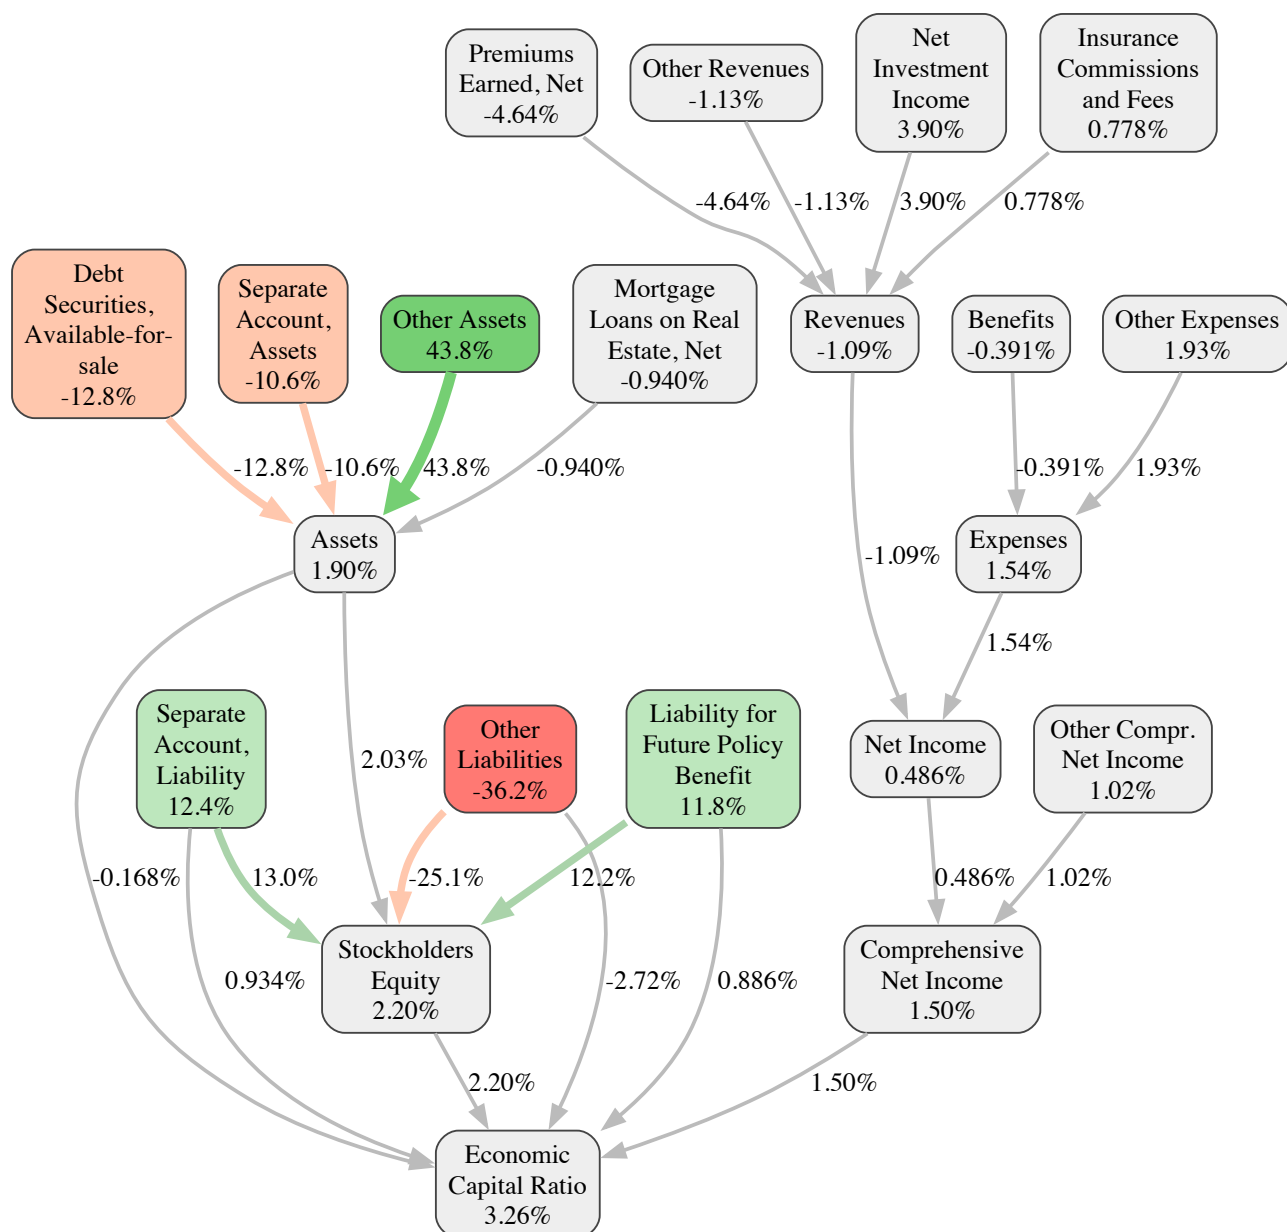 Premiums
Earned, Net
-4.64%
Other Revenues
-1.13%
Net
Investment
Income
3.90%
Insurance
Commissions
and Fees
0.778%
-4.64%
-1.13%
3.90%
0.778%
Debt
Securities,
Available-for-
sale
-12.8%
Separate
Account,
Assets
-10.6%
Other Assets
43.8%
Mortgage
Loans on Real
Estate, Net
-0.940%
Revenues
-1.09%
Benefits
-0.391%
Other Expenses
1.93%
-12.8%
-10.6%
43.8%
-0.940%
-0.391%
1.93%
Assets
1.90%
-1.09%
Expenses
1.54%
1.54%
Separate
Account,
Liability
12.4%
2.03%
Other
Liabilities
-36.2%
Liability for
Future Policy
Benefit
11.8%
Net Income
0.486%
Other Compr.
Net Income
1.02%
-0.168%
13.0%
-25.1%
12.2%
0.486%
1.02%
0.934%
Stockholders
Equity
2.20%
-2.72%
0.886%
Comprehensive
Net Income
1.50%
2.20%
1.50%
Economic
Capital Ratio
3.26%